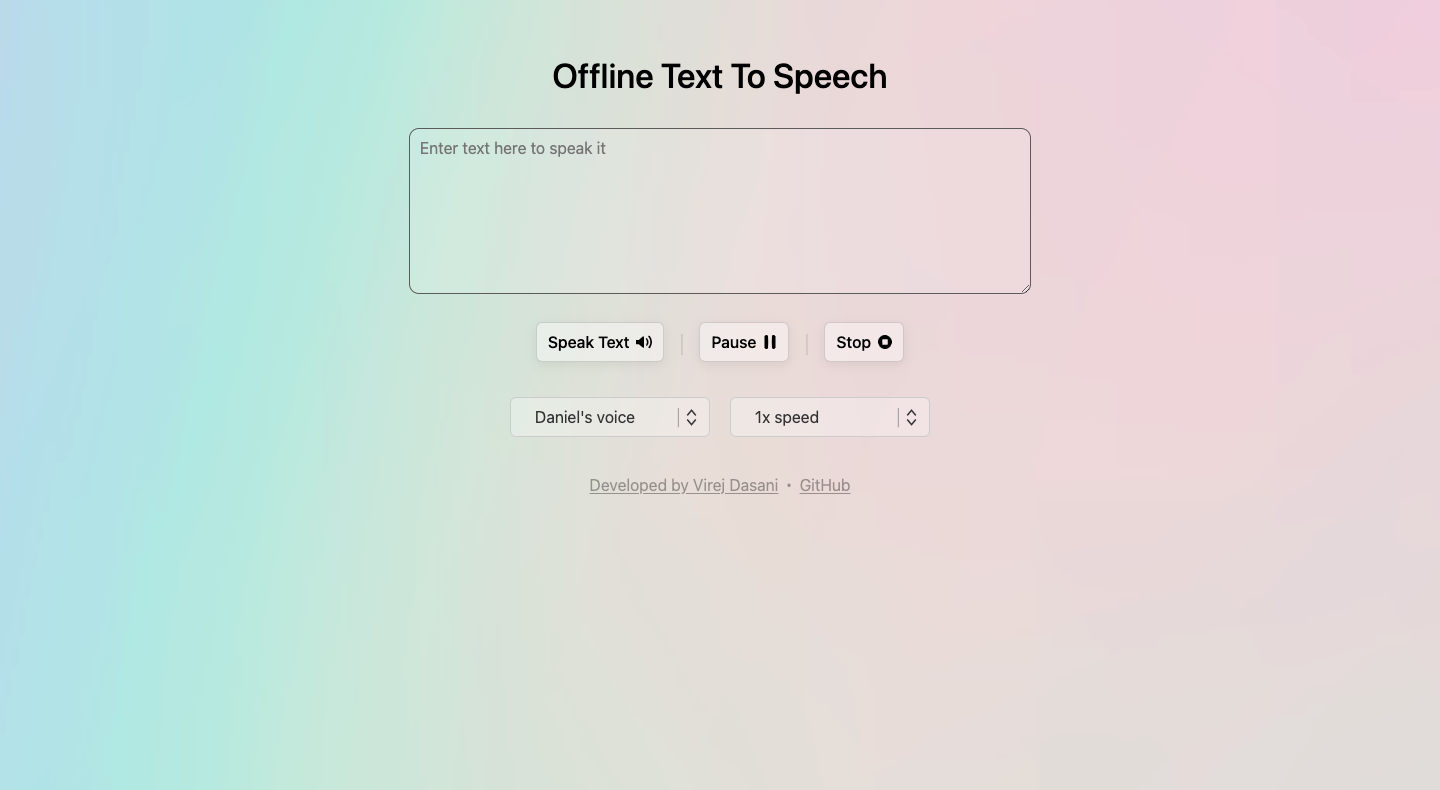 Offline Text To Speech
Enter text here to speak it
Speak Text | Pause | Stop
Daniel's voice 1x speed
Developed by Virej Dasani • GitHub